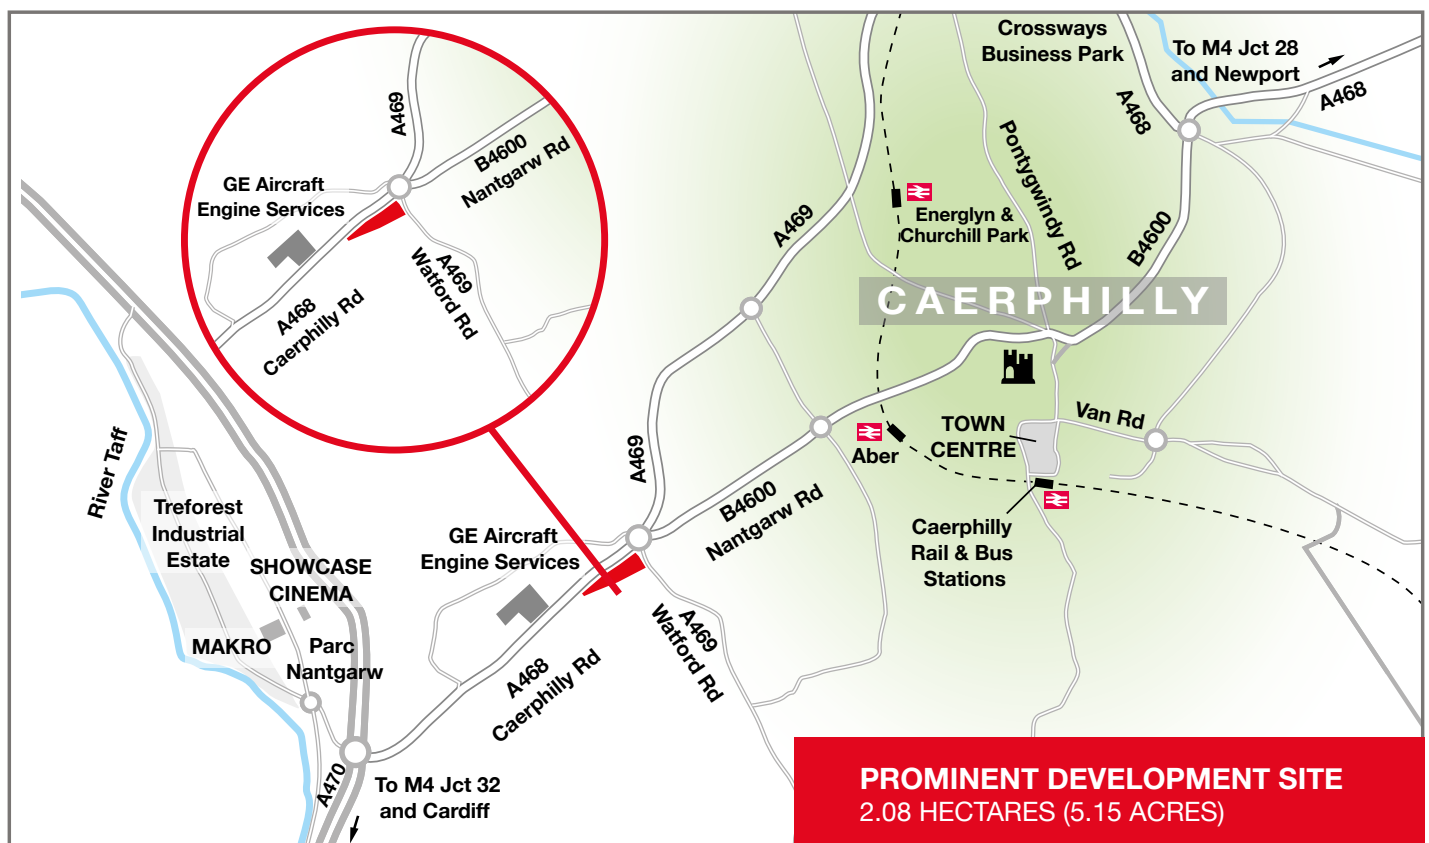 Crossways
Business Park
To M4 Jct 28
and Newport
A468
A468
A469
B4600
Nantgarw Rd
GE Aircraft
Engine Services
A469
Watford Rd
A468
Caerphilly Rd
Pontygwindy Rd
Energlyn &
Churchill Park
A469
B4600
CAERPHILLY
River Taff
Treforest
Industrial
Estate
SHOWCASE
CINEMA
MAKRO
Parc
Nantgarw
A469
GE Aircraft
Engine Services
B4600
Nantgarw Rd
Aber
TOWN
CENTRE
Van Rd
Caerphilly
Rail & Bus
Stations
A469
Watford Rd
A468
Caerphilly Rd
A470
To M4 Jct 32
and Cardiff
PROMINENT DEVELOPMENT SITE
2.08 HECTARES (5.15 ACRES)